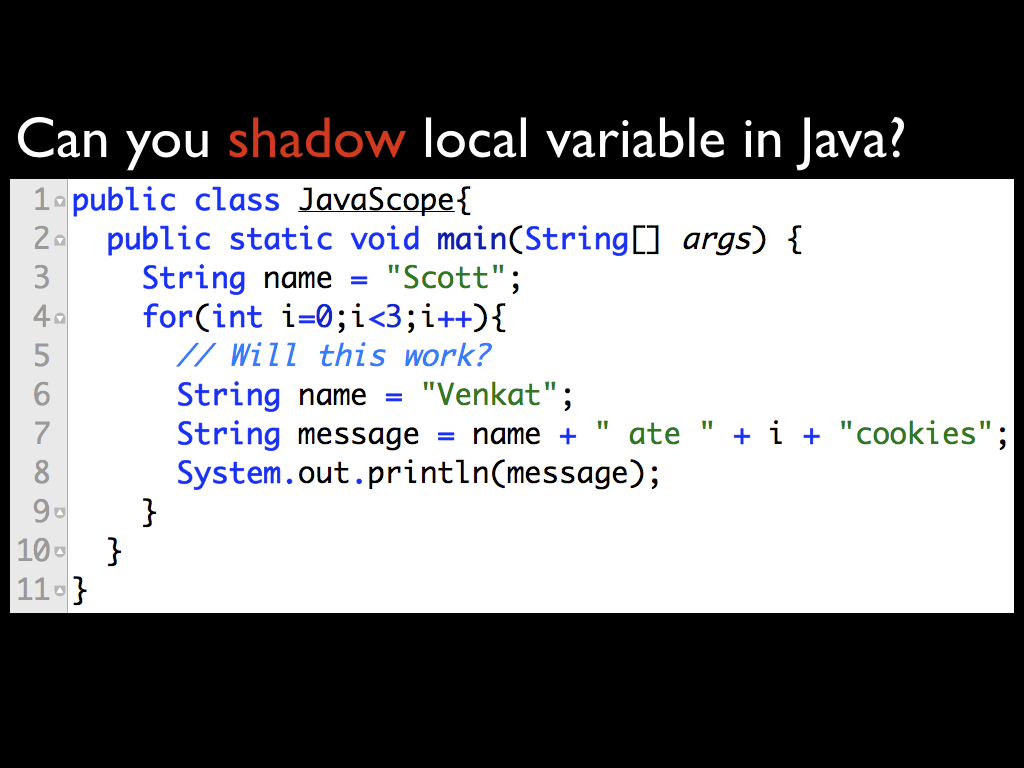 Can you shadow local variable in Java?
1 public class JavaScope{
2   public static void main(String[] args) {
3     String name = "Scott";
4     for(int i=0;i<3;i++){
5       // Will this work?
6       String name = "Venkat";
7       String message = name + " ate " + i + "cookies";
8       System.out.println(message);
9     }
10   }
11 }